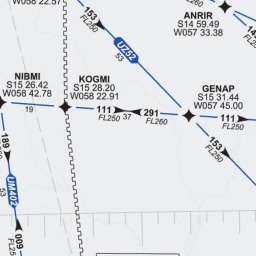 W058 22.57
153
FL250
ANRIR
S14 59.49
W057 33.38
UZ52
53
NIBMI
S15 26.42
W058 42.78
KOGMI
S15 28.20
W058 22.91
GENAP
S15 31.44
W057 45.00
19
111
FL250
37
291
FL260
111
FL250
153
FL250
189
UM402
FL250
009